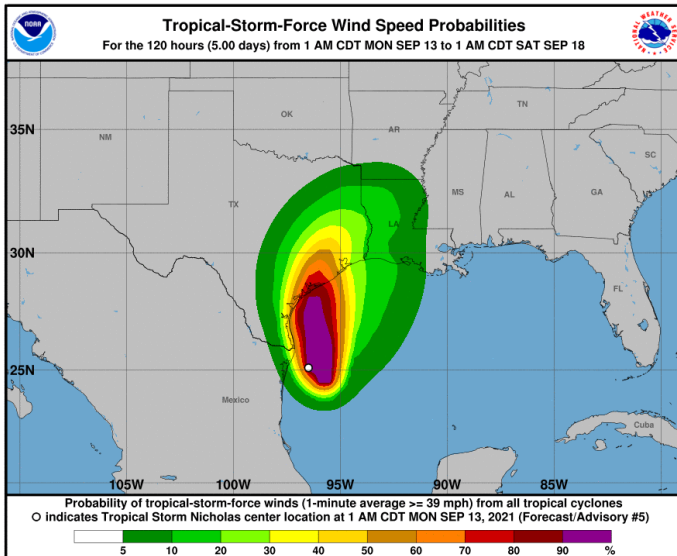 Tropical-Storm-Force Wind Speed Probabilities
For the 120 hours (5.00 days) from 1 AM CDT MON SEP 13 to 1 AM CDT SAT SEP 18
NOAA
NATIONAL WEATHER SERVICE
35N
30N
25N
NM
OK
AR
TN
SC
TX
LA
MS
AL
GA
FL
Mexico
Cuba
105W
100W
95W
90W
85W
Probability of tropical-storm-force winds (1-minute average >= 39 mph) from all tropical cyclones
O indicates Tropical Storm Nicholas center location at 1 AM CDT MON SEP 13, 2021 (Forecast/Advisory #5)
5 10 20 30 40 50 60 70 80 90 %